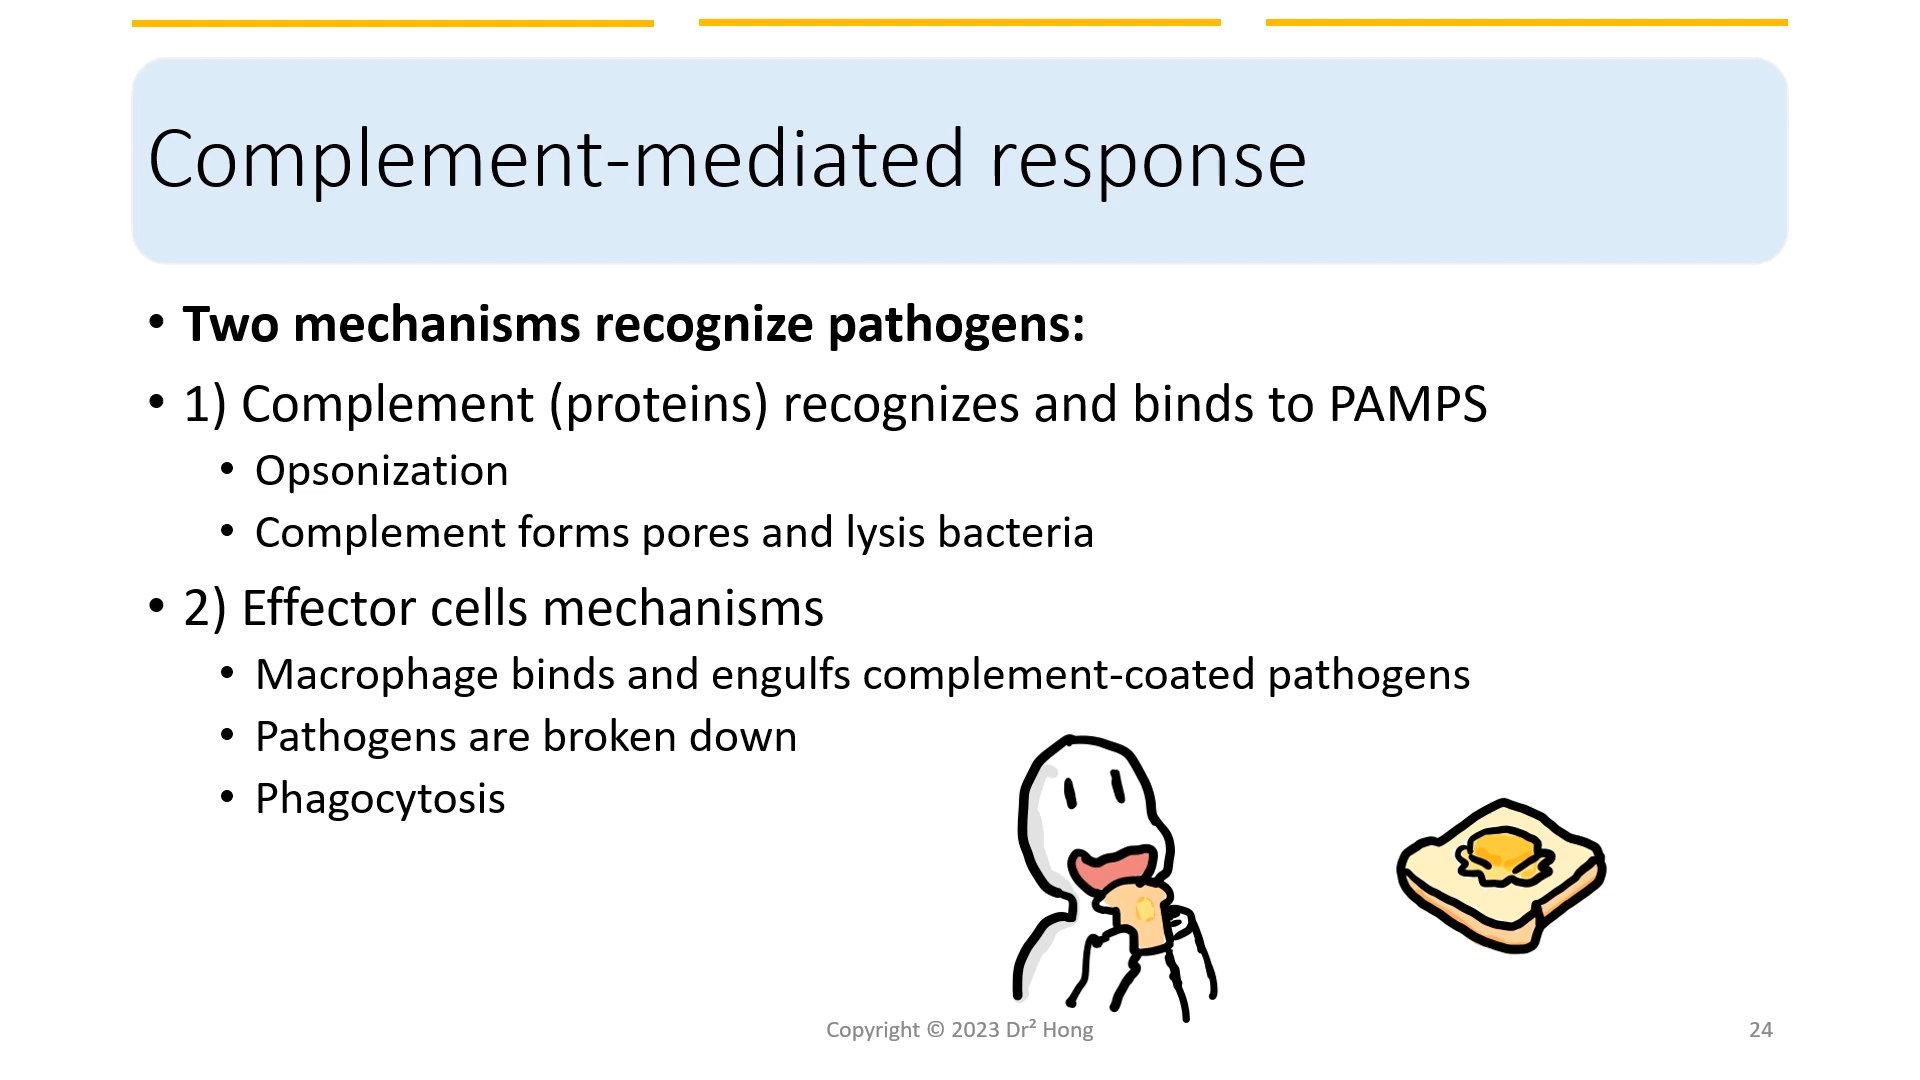 Complement-mediated response
• Two mechanisms recognize pathogens:
• 1) Complement (proteins) recognizes and binds to PAMPS
• Opsonization
• Complement forms pores and lysis bacteria
• 2) Effector cells mechanisms
• Macrophage binds and engulfs complement-coated pathogens
• Pathogens are broken down
• Phagocytosis
Copyright © 2023 Dr² Hong
24